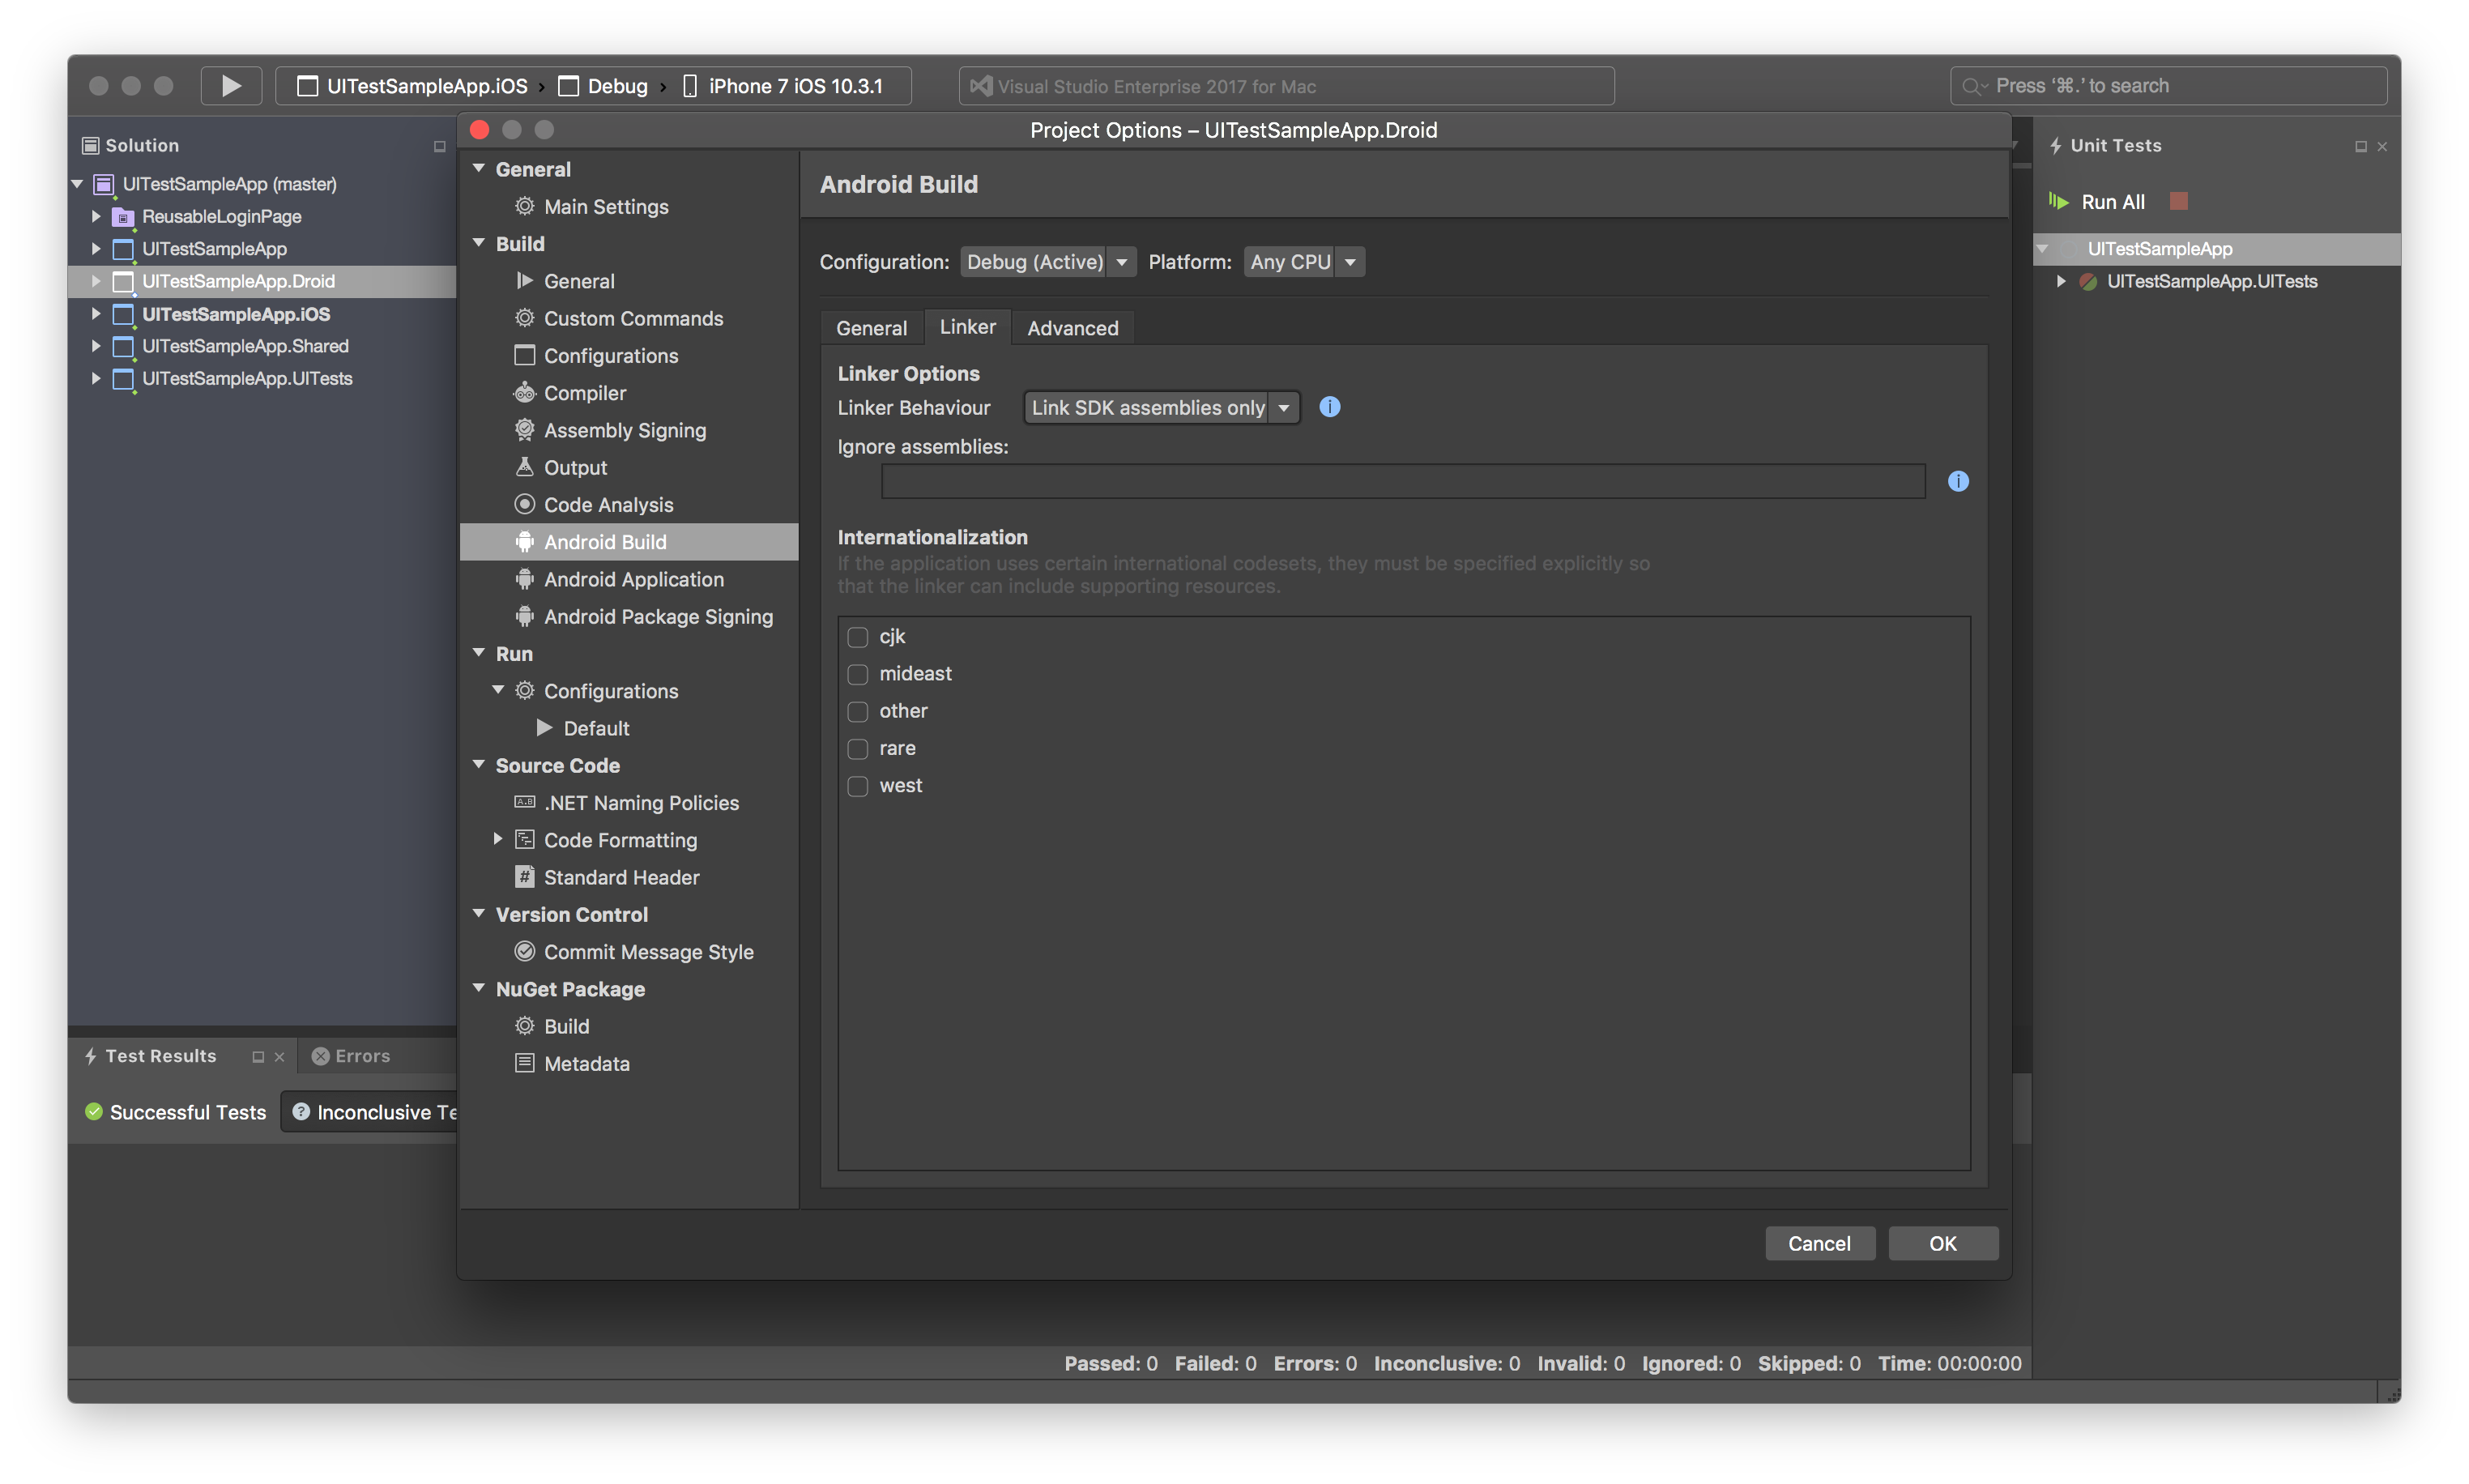 UITestSampleApp.iOS › Debug › iPhone 7 iOS 10.3.1
Visual Studio Enterprise 2017 for Mac
Press ‘⌘.’ to search
Solution
UITestSampleApp (master)
ReusableLoginPage
UITestSampleApp
UITestSampleApp.Droid
UITestSampleApp.iOS
UITestSampleApp.Shared
UITestSampleApp.UITests
Project Options – UITestSampleApp.Droid
General
Main Settings
Build
General
Custom Commands
Configurations
Compiler
Assembly Signing
Output
Code Analysis
Android Build
Android Application
Android Package Signing
Run
Configurations
Default
Source Code
.NET Naming Policies
Code Formatting
Standard Header
Version Control
Commit Message Style
NuGet Package
Build
Metadata
Android Build
Configuration: Debug (Active) Platform: Any CPU
General Linker Advanced
Linker Options
Linker Behaviour Link SDK assemblies only
Ignore assemblies:
Internationalization
If the application uses certain international codesets, they must be specified explicitly so
that the linker can include supporting resources.
cjk
mideast
other
rare
west
Cancel OK
Unit Tests
Run All
UITestSampleApp
UITestSampleApp.UITests
Test Results Errors
Successful Tests Inconclusive Te
Passed: 0 Failed: 0 Errors: 0 Inconclusive: 0 Invalid: 0 Ignored: 0 Skipped: 0 Time: 00:00:00